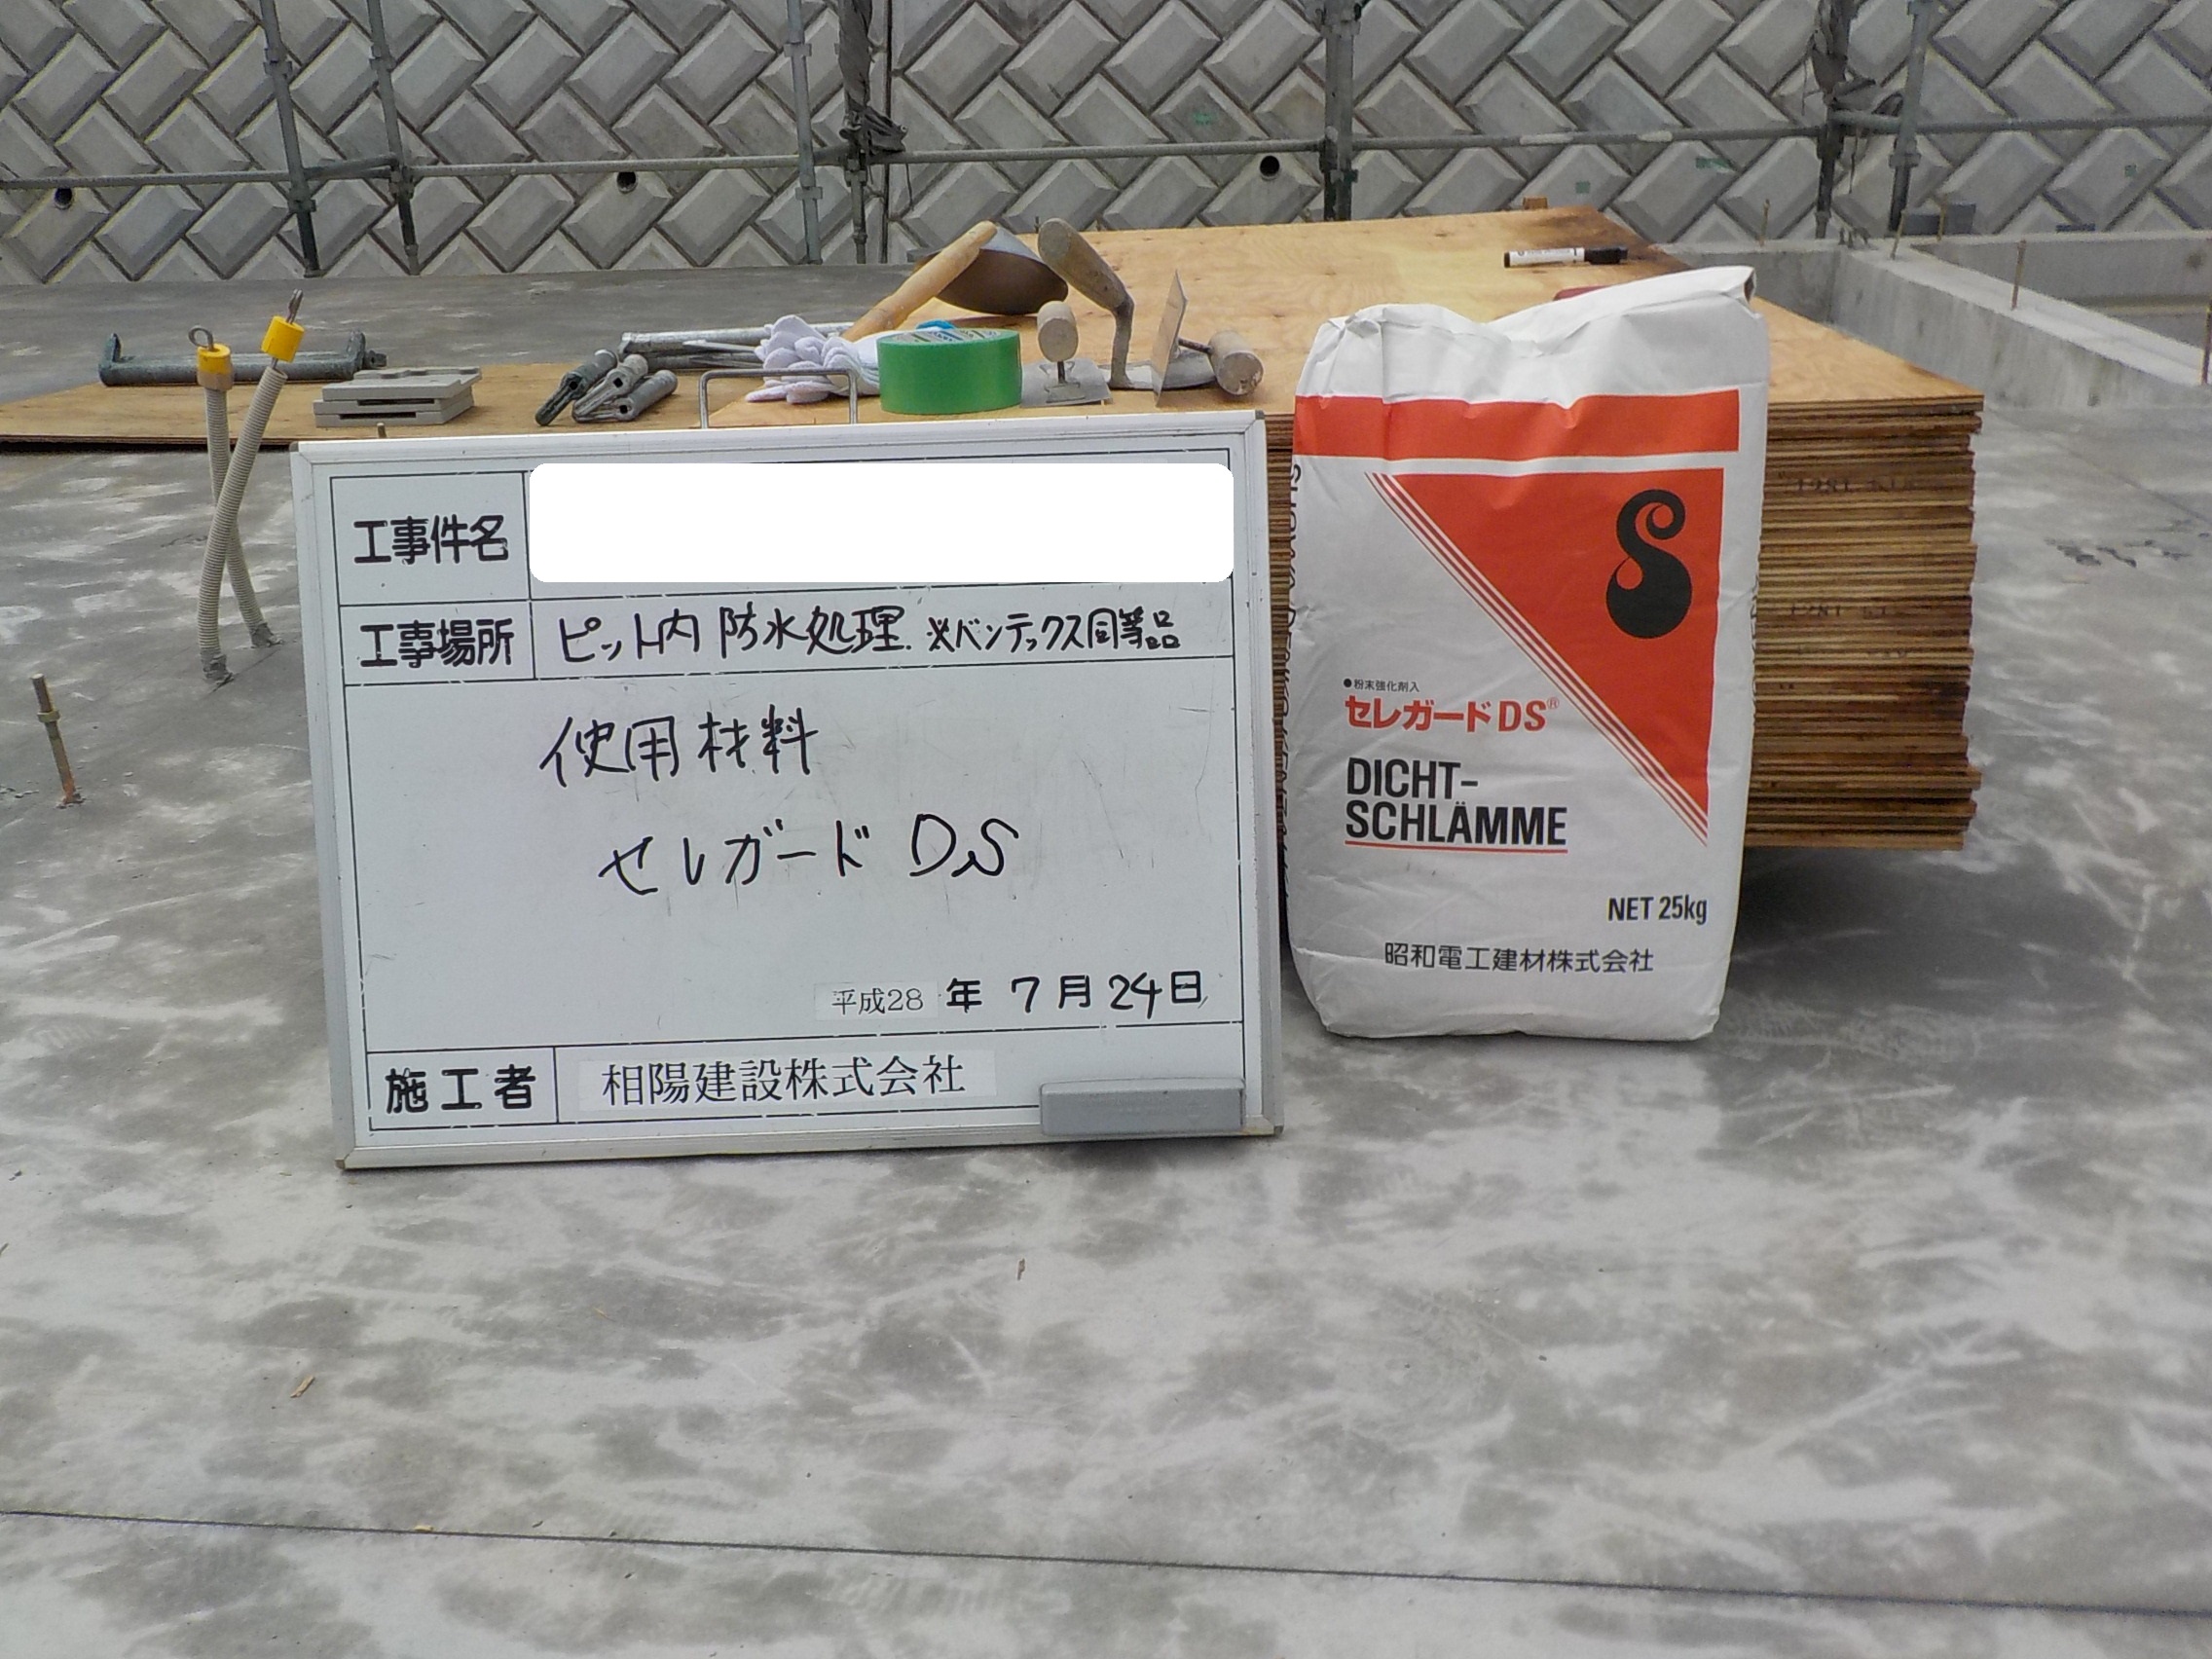 工事件名
工事場所 ピット内 防水処理. ※ベンテックス同等品
使用材料
セレガード DS
平成28 年 7月24日
施工者 相陽建設株式会社
●粉末強化剤入
セレガードDS®
DICHT-
SCHLÄMME
NET 25kg
昭和電工建材株式会社